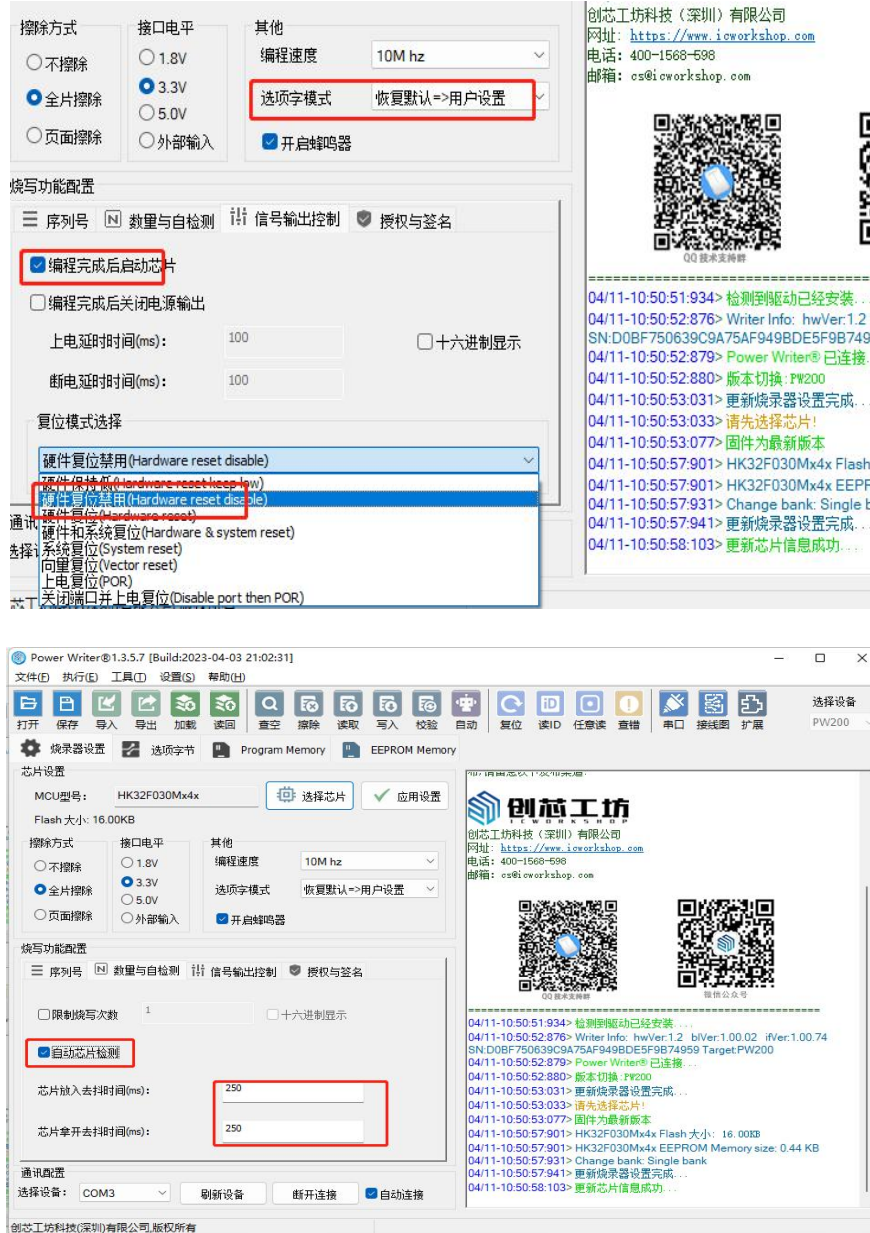 擦除方式
接口电平
其他
不擦除
全片擦除
页面擦除
1.8V
3.3V
5.0V
外部输入
编程速度 10M hz
选项字模式 恢复默认=>用户设置
开启蜂鸣器
烧写功能配置
序列号 N 数量与自检测 信号输出控制 授权与签名
编程完成后启动芯片
编程完成后关闭电源输出
上电延时时间(ms): 100 十六进制显示
断电延时时间(ms): 100
复位模式选择
硬件复位禁用(Hardware reset disable)
硬件保持低(Hardware reset keep low)
硬件复位禁用(Hardware reset disable)
硬件复位(Hardware reset)
硬件和系统复位(Hardware & system reset)
系统复位(System reset)
向量复位(Vector reset)
上电复位(POR)
关闭端口并上电复位(Disable port then POR)
通讯
选择
创芯工坊科技（深圳）有限公司
网址: https://www.icworkshop.com
电话: 400-1568-598
邮箱: cs@icworkshop.com
QQ 技术支持群
04/11-10:50:51:934> 检测到驱动已经安装. . .
04/11-10:50:52:876> Writer Info: hwVer:1.2
SN:D0BF750639C9A75AF949BDE5F9B749
04/11-10:50:52:879> Power Writer® 已连接.
04/11-10:50:52:880> 版本切换: PW200
04/11-10:50:53:031> 更新烧录器设置完成. . .
04/11-10:50:53:033> 请先选择芯片!
04/11-10:50:53:077> 固件为最新版本
04/11-10:50:57:901> HK32F030Mx4x Flash
04/11-10:50:57:901> HK32F030Mx4x EEPF
04/11-10:50:57:931> Change bank: Single b
04/11-10:50:57:941> 更新烧录器设置完成. . .
04/11-10:50:58:103> 更新芯片信息成功. . .
Power Writer®1.3.5.7 [Build:2023-04-03 21:02:31]
文件(F) 执行(E) 工具(D) 设置(S) 帮助(H)
打开 保存 导入 导出 加载 读回 查空 擦除 读取 写入 校验 自动 复位 读ID 任意读 查错 串口 接线图 扩展
选择设备
PW200
烧录器设置 选项字节 Program Memory EEPROM Memory
芯片设置
MCU型号: HK32F030Mx4x 选择芯片 应用设置
Flash 大小: 16.00KB
擦除方式
接口电平
其他
不擦除
全片擦除
页面擦除
1.8V
3.3V
5.0V
外部输入
编程速度 10M hz
选项字模式 恢复默认=>用户设置
开启蜂鸣器
烧写功能配置
序列号 N 数量与自检测 信号输出控制 授权与签名
限制烧写次数 1 十六进制显示
自动芯片检测
芯片放入去抖时间(ms): 250
芯片拿开去抖时间(ms): 250
通讯配置
选择设备: COM3 刷新设备 断开连接 自动连接
创芯工坊科技(深圳)有限公司,版权所有
创芯工坊
ICWORKSHOP
创芯工坊科技（深圳）有限公司
网址: https://www.icworkshop.com
电话: 400-1568-598
邮箱: cs@icworkshop.com
QQ 技术支持群
微信公众号
04/11-10:50:51:934> 检测到驱动已经安装. . . .
04/11-10:50:52:876> Writer Info: hwVer:1.2 blVer:1.00.02 ifVer:1.00.74
SN:D0BF750639C9A75AF949BDE5F9B74959 Target:PW200
04/11-10:50:52:879> Power Writer® 已连接. . .
04/11-10:50:52:880> 版本切换: PW200
04/11-10:50:53:031> 更新烧录器设置完成. . .
04/11-10:50:53:033> 请先选择芯片!
04/11-10:50:53:077> 固件为最新版本
04/11-10:50:57:901> HK32F030Mx4x Flash 大小: 16.00KB
04/11-10:50:57:901> HK32F030Mx4x EEPROM Memory size: 0.44 KB
04/11-10:50:57:931> Change bank: Single bank
04/11-10:50:57:941> 更新烧录器设置完成. . .
04/11-10:50:58:103> 更新芯片信息成功. . .